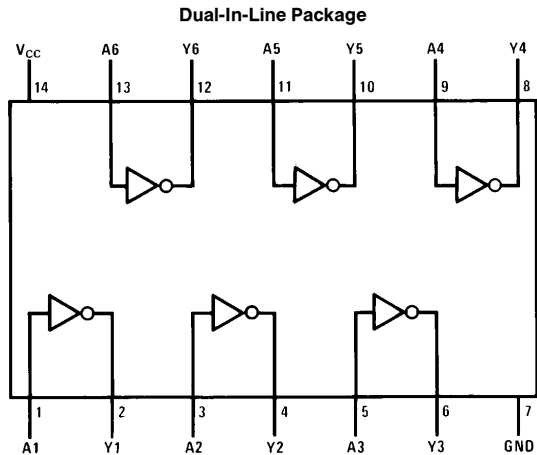 Dual-In-Line Package
VCC A6 Y6 A5 Y5 A4 Y4
14 13 12 11 10 9 8
1 2 3 4 5 6 7
A1 Y1 A2 Y2 A3 Y3 GND